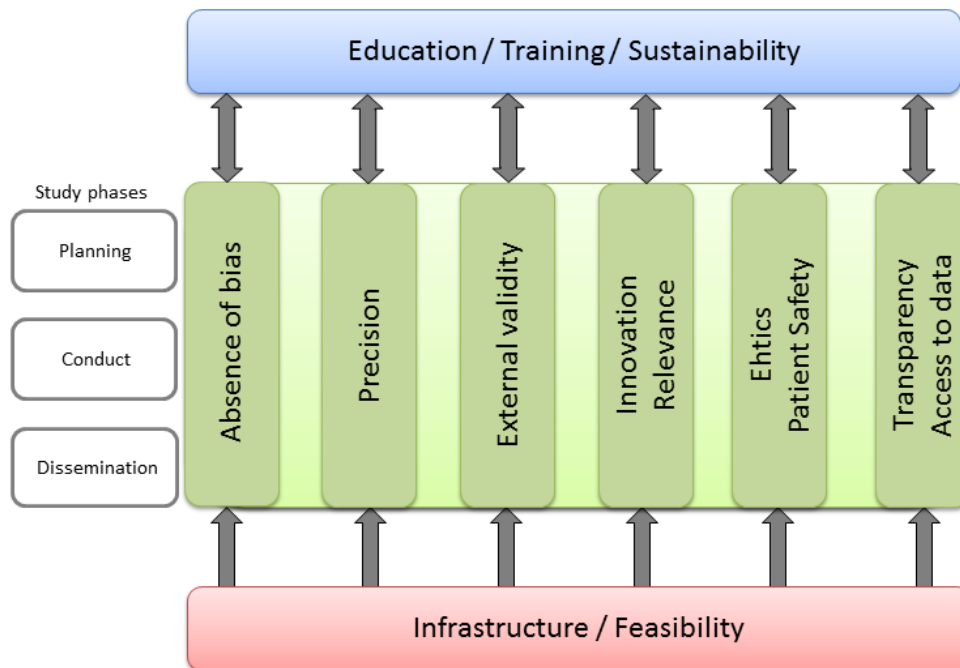 Education / Training / Sustainability
Study phases
Planning
Conduct
Dissemination
Absence of bias
Precision
External validity
Innovation
Relevance
Ehtics
Patient Safety
Transparency
Access to data
Infrastructure / Feasibility